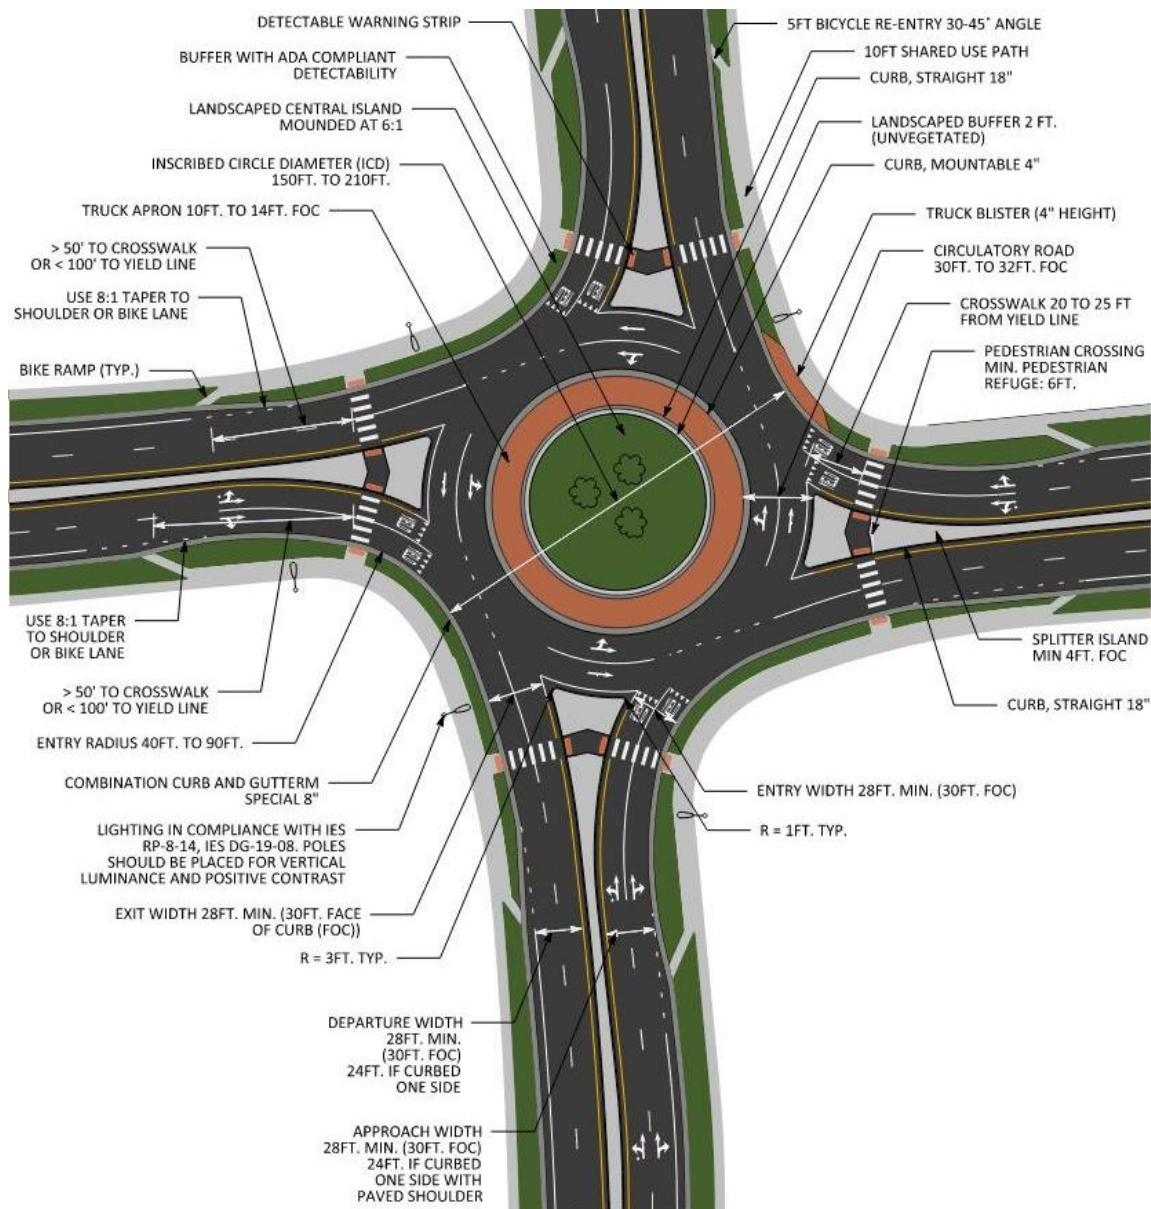 DETECTABLE WARNING STRIP
BUFFER WITH ADA COMPLIANT
DETECTABILITY
LANDSCAPED CENTRAL ISLAND
MOUNDED AT 6:1
INSCRIBED CIRCLE DIAMETER (ICD)
150FT. TO 210FT.
TRUCK APRON 10FT. TO 14FT. FOC
> 50' TO CROSSWALK
OR < 100' TO YIELD LINE
USE 8:1 TAPER TO
SHOULDER OR BIKE LANE
BIKE RAMP (TYP.)
USE 8:1 TAPER
TO SHOULDER
OR BIKE LANE
> 50' TO CROSSWALK
OR < 100' TO YIELD LINE
ENTRY RADIUS 40FT. TO 90FT.
COMBINATION CURB AND GUTTERM
SPECIAL 8"
LIGHTING IN COMPLIANCE WITH IES
RP-8-14, IES DG-19-08. POLES
SHOULD BE PLACED FOR VERTICAL
LUMINANCE AND POSITIVE CONTRAST
EXIT WIDTH 28FT. MIN. (30FT. FACE
OF CURB (FOC))
R = 3FT. TYP.
DEPARTURE WIDTH
28FT. MIN.
(30FT. FOC)
24FT. IF CURBED
ONE SIDE
APPROACH WIDTH
28FT. MIN. (30FT. FOC)
24FT. IF CURBED
ONE SIDE WITH
PAVED SHOULDER
5FT BICYCLE RE-ENTRY 30-45° ANGLE
10FT SHARED USE PATH
CURB, STRAIGHT 18"
LANDSCAPED BUFFER 2 FT.
(UNVEGETATED)
CURB, MOUNTABLE 4"
TRUCK BLISTER (4" HEIGHT)
CIRCULATORY ROAD
30FT. TO 32FT. FOC
CROSSWALK 20 TO 25 FT
FROM YIELD LINE
PEDESTRIAN CROSSING
MIN. PEDESTRIAN
REFUGE: 6FT.
SPLITTER ISLAND
MIN 4FT. FOC
CURB, STRAIGHT 18"
ENTRY WIDTH 28FT. MIN. (30FT. FOC)
R = 1FT. TYP.